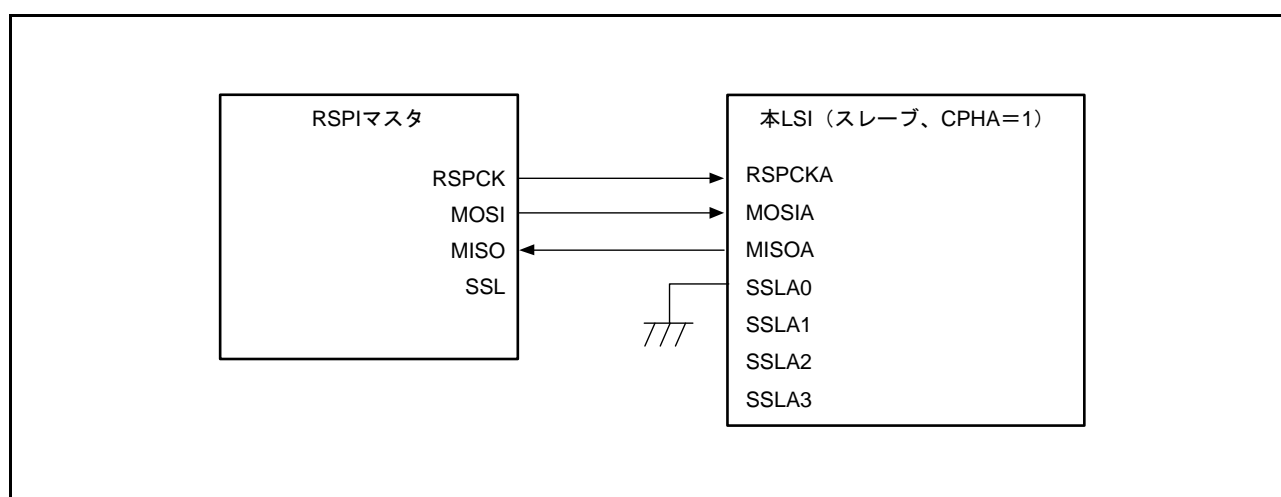 RSPIマスタ
RSPCK
MOSI
MISO
SSL
本LSI（スレーブ、CPHA＝1）
RSPCKA
MOSIA
MISOA
SSLA0
SSLA1
SSLA2
SSLA3